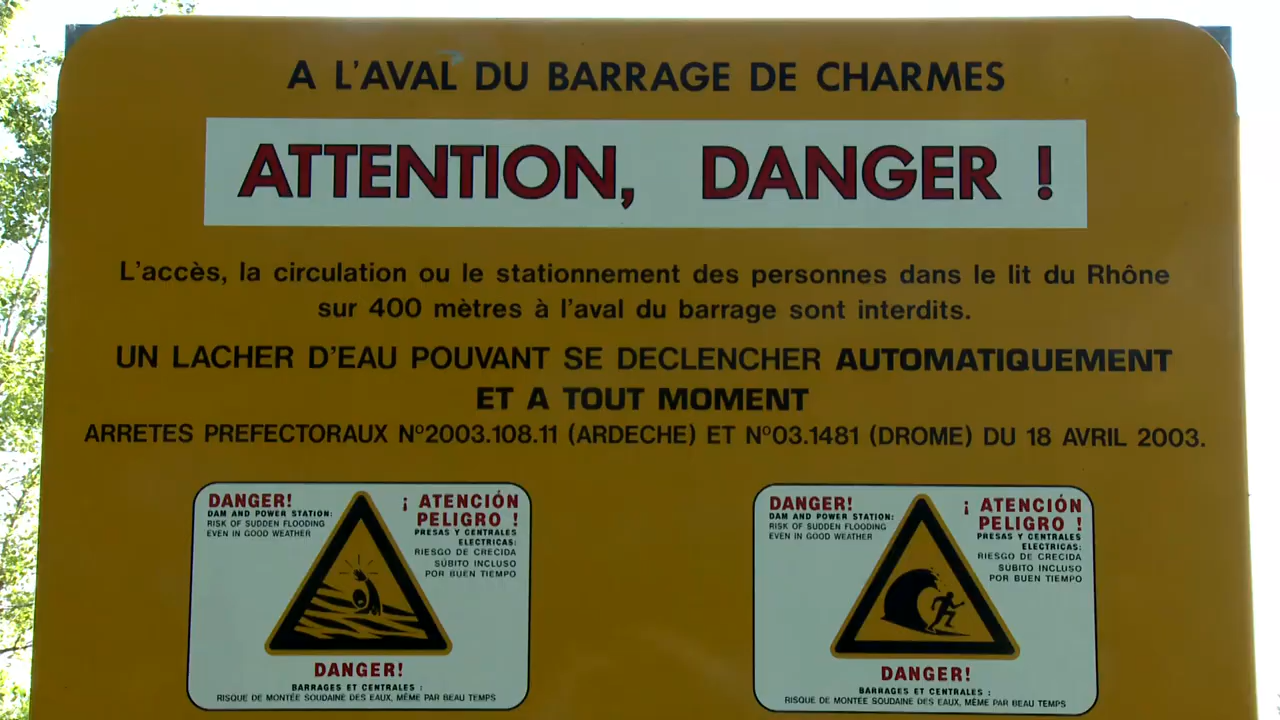 A L'AVAL DU BARRAGE DE CHARMES
ATTENTION, DANGER !
L'accès, la circulation ou le stationnement des personnes dans le lit du Rhône
sur 400 mètres à l'aval du barrage sont interdits.
UN LACHER D'EAU POUVANT SE DECLENCHER AUTOMATIQUEMENT
ET A TOUT MOMENT
ARRETES PREFECTORAUX Nº2003.108.11 (ARDECHE) ET Nº03.1481 (DROME) DU 18 AVRIL 2003.
DANGER!
DAM AND POWER STATION:
RISK OF SUDDEN FLOODING
EVEN IN GOOD WEATHER
¡ ATENCIÓN
PELIGRO !
PRESAS Y CENTRALES
ELECTRICAS:
RIESGO DE CRECIDA
SÚBITO INCLUSO
POR BUEN TIEMPO
DANGER!
BARRAGES ET CENTRALES :
RISQUE DE MONTÉE SOUDAINE DES EAUX, MÊME PAR BEAU TEMPS
DANGER!
DAM AND POWER STATION:
RISK OF SUDDEN FLOODING
EVEN IN GOOD WEATHER
¡ ATENCIÓN
PELIGRO !
PRESAS Y CENTRALES
ELECTRICAS:
RIESGO DE CRECIDA
SUBITO INCLUSO
POR BUEN TIEMPO
DANGER!
BARRAGES ET CENTRALES :
RISQUE DE MONTÉE SOUDAINE DES EAUX, MÊME PAR BEAU TEMPS